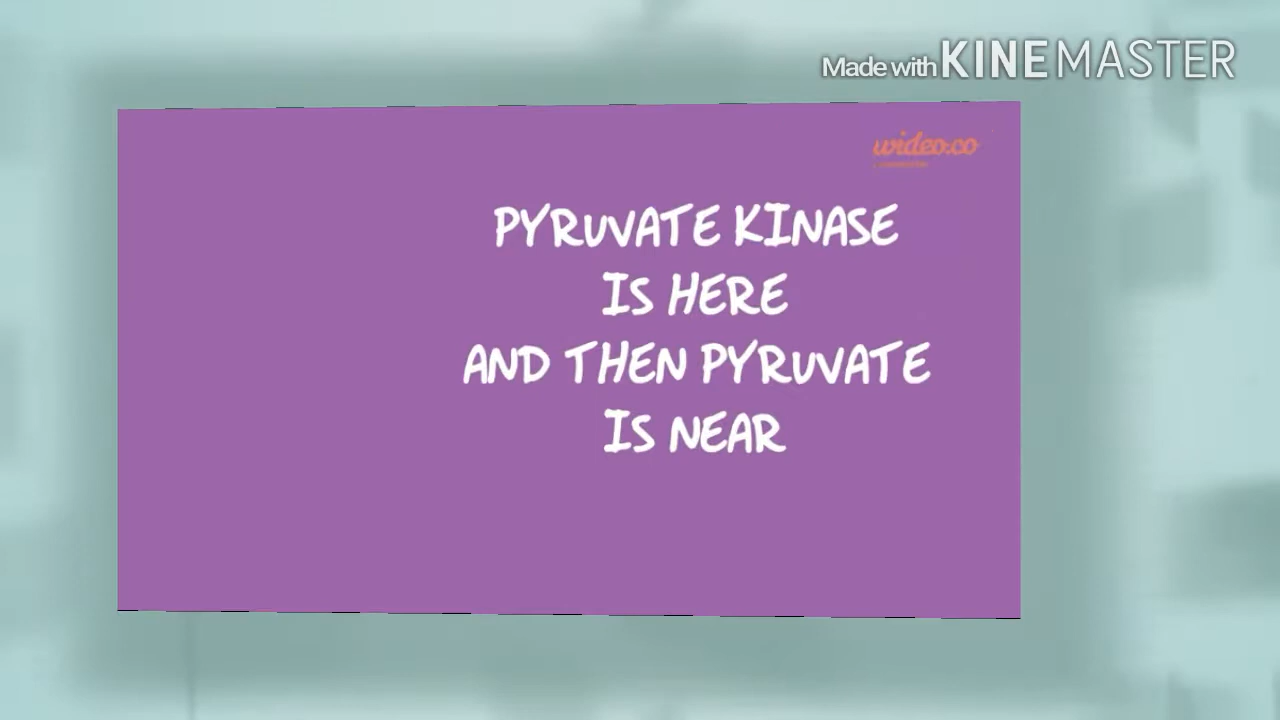 Made with KINEMASTER
wideo.co
PYRUVATE KINASE
IS HERE
AND THEN PYRUVATE
IS NEAR